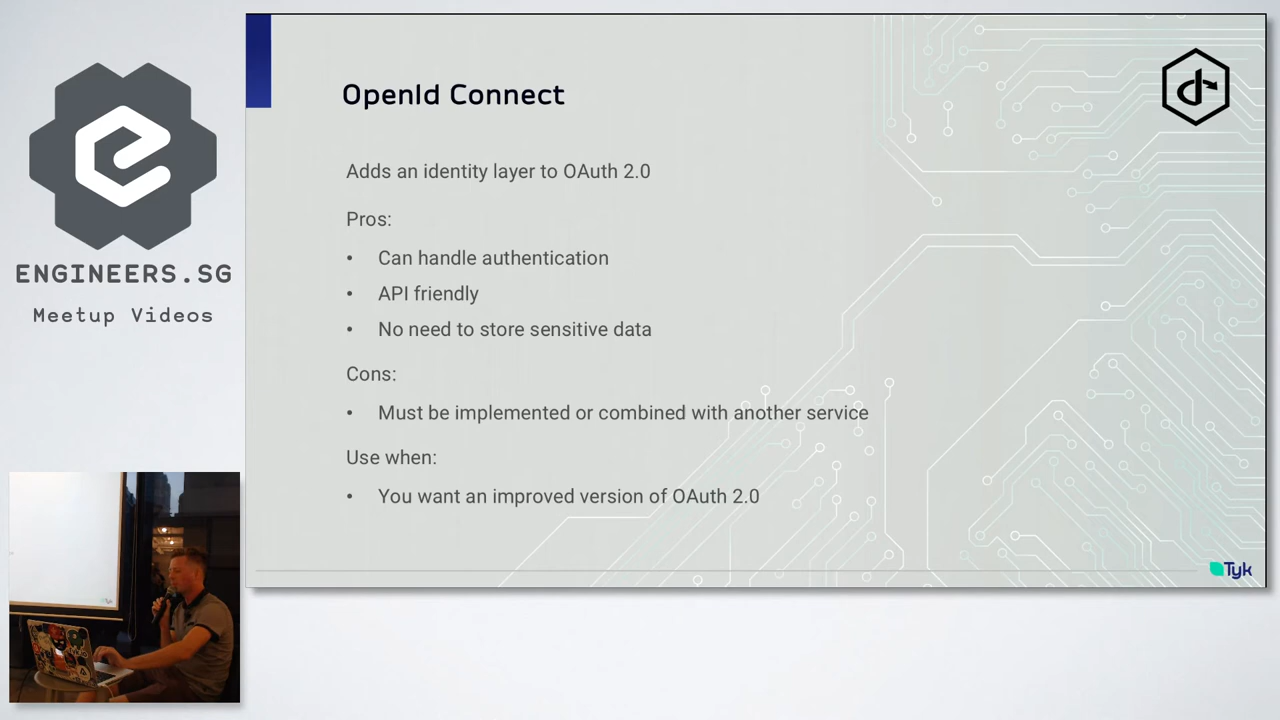 OpenId Connect
Adds an identity layer to OAuth 2.0
Pros:
• Can handle authentication
• API friendly
• No need to store sensitive data
Cons:
• Must be implemented or combined with another service
Use when:
• You want an improved version of OAuth 2.0
Tyk
ENGINEERS.SG
Meetup Videos